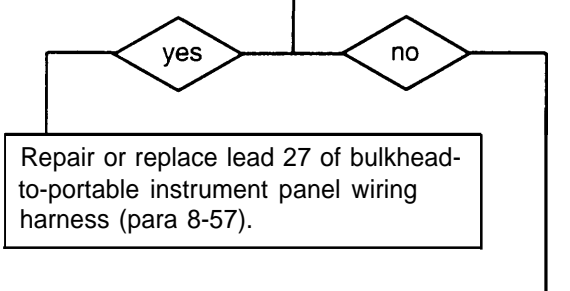 yes no
Repair or replace lead 27 of bulkhead-
to-portable instrument panel wiring
harness (para 8-57).